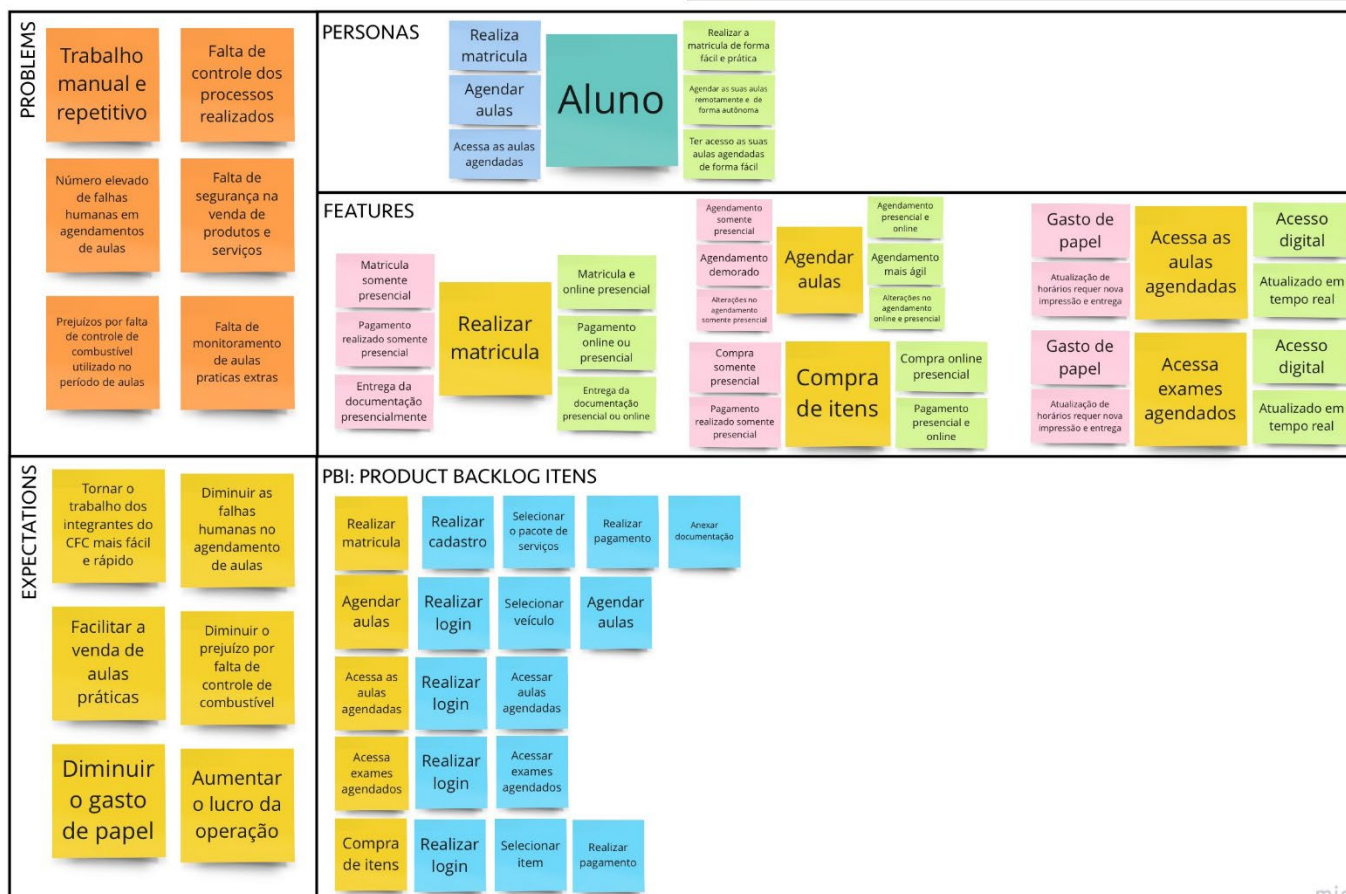 PROBLEMS
Trabalho
manual e
repetitivo
Falta de
controle dos
processos
realizados
Número elevado
de falhas
humanas em
agendamentos
de aulas
Falta de
segurança na
venda de
produtos e
serviços
Prejuízos por falta
de controle de
combustível
utilizado no
período de aulas
Falta de
monitoramento
de aulas
praticas extras
PERSONAS
Realiza
matricula
Agendar
aulas
Acessa as aulas
agendadas
Aluno
Realizar a
matricula de forma
fácil e prática
Agendar as suas aulas
remotamente e de
forma autônoma
Ter acesso as suas
aulas agendadas
de forma fácil
FEATURES
Matricula
somente
presencial
Pagamento
realizado somente
presencial
Entrega da
documentação
presencialmente
Realizar
matricula
Matricula e
online presencial
Pagamento
online ou
presencial
Entrega da
documentação
presencial ou online
Agendamento
somente
presencial
Agendamento
demorado
Alterações no
agendamento
somente presencial
Agendar
aulas
Agendamento
presencial e
online
Agendamento
mais ágil
Alterações no
agendamento
online e presencial
Compra
somente
presencial
Pagamento
realizado somente
presencial
Compra
de itens
Compra online
presencial
Pagamento
presencial e
online
Gasto de
papel
Atualização de
horários requer nova
impressão e entrega
Acessa as
aulas
agendadas
Acesso
digital
Atualizado em
tempo real
Gasto de
papel
Atualização de
horários requer nova
impressão e entrega
Acessa
exames
agendados
Acesso
digital
Atualizado em
tempo real
EXPECTATIONS
Tornar o
trabalho dos
integrantes do
CFC mais fácil
e rápido
Diminuir as
falhas
humanas no
agendamento
de aulas
Facilitar a
venda de
aulas
práticas
Diminuir o
prejuízo por
falta de
controle de
combustível
Diminuir
o gasto
de papel
Aumentar
o lucro da
operação
PBI: PRODUCT BACKLOG ITENS
Realizar
matricula
Realizar
cadastro
Selecionar
o pacote de
serviços
Realizar
pagamento
Anexar
documentação
Agendar
aulas
Realizar
login
Selecionar
veículo
Agendar
aulas
Acessa as
aulas
agendadas
Realizar
login
Acessar
aulas
agendadas
Acessa
exames
agendados
Realizar
login
Acessar
exames
agendados
Compra
de itens
Realizar
login
Selecionar
item
Realizar
pagamento